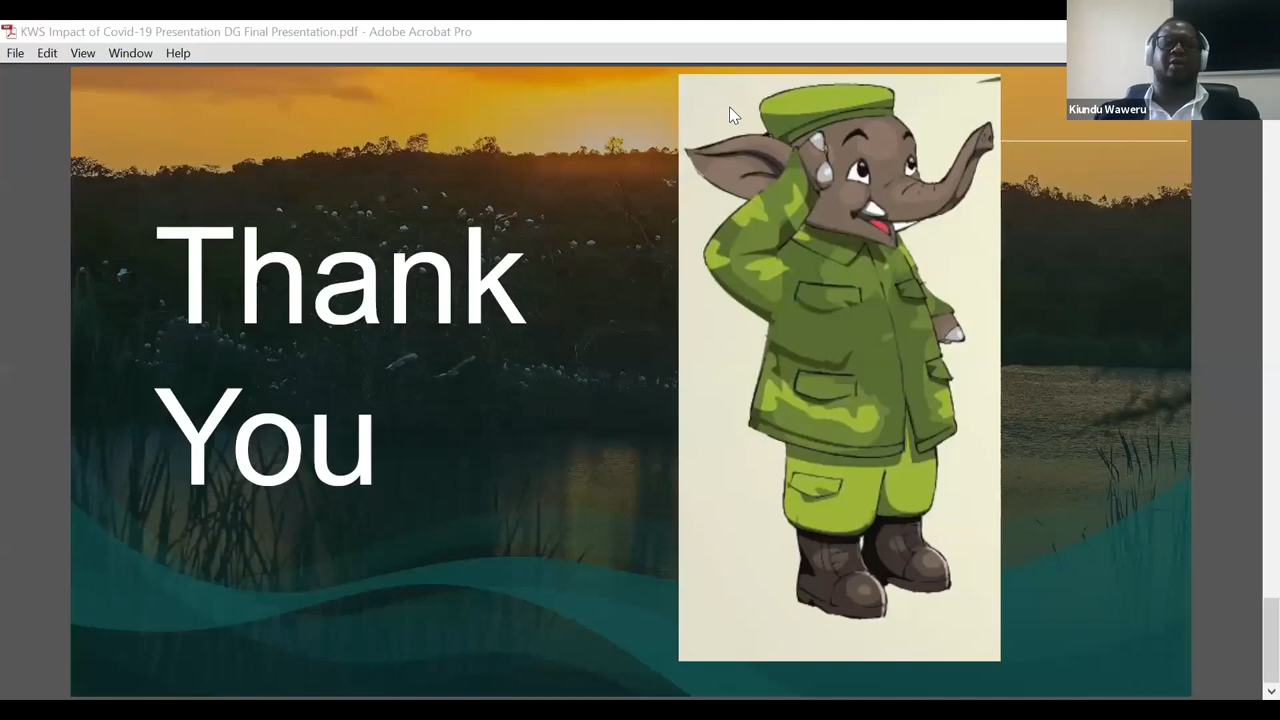 KWS Impact of Covid-19 Presentation DG Final Presentation.pdf - Adobe Acrobat Pro
File Edit View Window Help
Kiundu Waweru
Thank
You